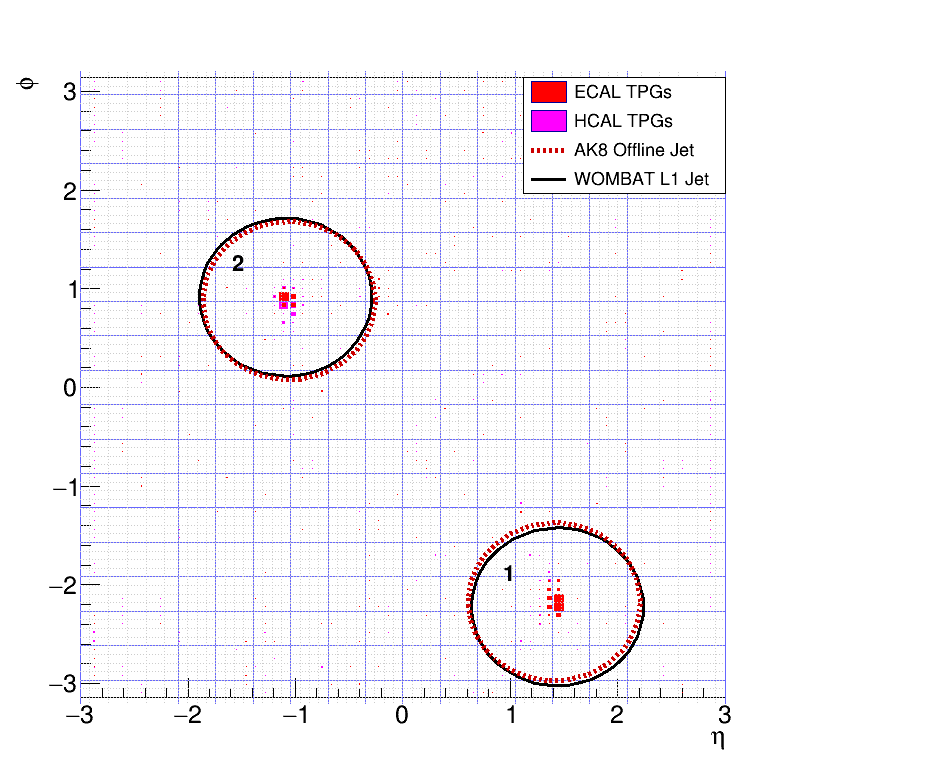 ϕ
3
2
1
0
−1
−2
−3
ECAL TPGs
HCAL TPGs
AK8 Offline Jet
WOMBAT L1 Jet
2
1
−3 −2 −1 0 1 2 3
η